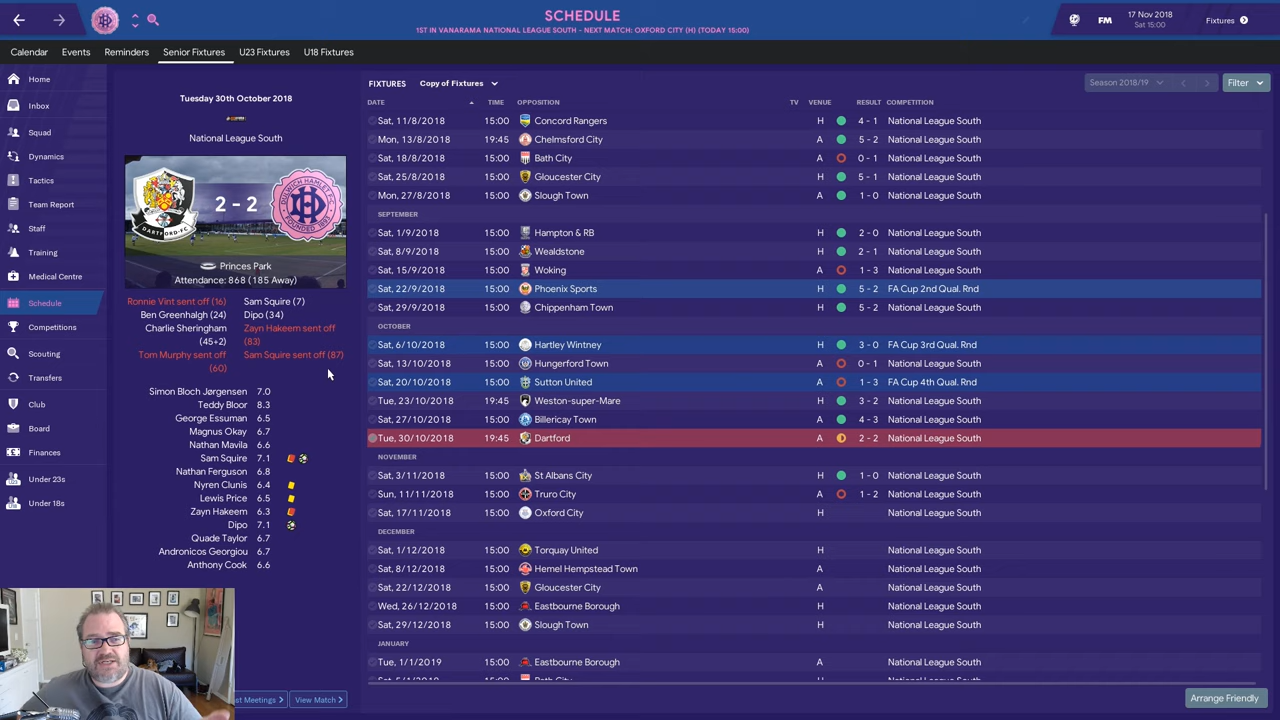 SCHEDULE
1ST IN VANARAMA NATIONAL LEAGUE SOUTH - NEXT MATCH: OXFORD CITY (H) (TODAY 15:00)
FM
17 Nov 2018
Sat 15:00
Fixtures
Calendar Events Reminders Senior Fixtures U23 Fixtures U18 Fixtures
Home
Inbox
Squad
Dynamics
Tactics
Team Report
Staff
Training
Medical Centre
Schedule
Competitions
Scouting
Transfers
Club
Board
Finances
Under 23s
Under 18s
Tuesday 30th October 2018
National League South
DARTFORD·FC
2 - 2
Princes Park
Attendance: 868 (185 Away)
Ronnie Vint sent off (16)
Ben Greenhalgh (24)
Charlie Sheringham
(45+2)
Tom Murphy sent off
(60)
Sam Squire (7)
Dipo (34)
Zayn Hakeem sent off
(83)
Sam Squire sent off (87)
Simon Bloch Jørgensen 7.0
Teddy Bloor 8.3
George Essuman 6.5
Magnus Okay 6.7
Nathan Mavila 6.6
Sam Squire 7.1
Nathan Ferguson 6.8
Nyren Clunis 6.4
Lewis Price 6.5
Zayn Hakeem 6.3
Dipo 7.1
Quade Taylor 6.7
Andronicos Georgiou 6.7
Anthony Cook 6.6
st Meetings
View Match
FIXTURES Copy of Fixtures
Season 2018/19
Filter
DATE TIME OPPOSITION TV VENUE RESULT COMPETITION
Sat, 11/8/2018 15:00 Concord Rangers H 4 - 1 National League South
Mon, 13/8/2018 19:45 Chelmsford City A 5 - 2 National League South
Sat, 18/8/2018 15:00 Bath City A 0 - 1 National League South
Sat, 25/8/2018 15:00 Gloucester City H 5 - 1 National League South
Mon, 27/8/2018 15:00 Slough Town A 1 - 0 National League South
SEPTEMBER
Sat, 1/9/2018 15:00 Hampton & RB H 2 - 0 National League South
Sat, 8/9/2018 15:00 Wealdstone H 2 - 1 National League South
Sat, 15/9/2018 15:00 Woking A 1 - 3 National League South
Sat, 22/9/2018 15:00 Phoenix Sports H 5 - 2 FA Cup 2nd Qual. Rnd
Sat, 29/9/2018 15:00 Chippenham Town H 5 - 2 National League South
OCTOBER
Sat, 6/10/2018 15:00 Hartley Wintney H 3 - 0 FA Cup 3rd Qual. Rnd
Sat, 13/10/2018 15:00 Hungerford Town A 0 - 1 National League South
Sat, 20/10/2018 15:00 Sutton United A 1 - 3 FA Cup 4th Qual. Rnd
Tue, 23/10/2018 19:45 Weston-super-Mare H 3 - 2 National League South
Sat, 27/10/2018 15:00 Billericay Town A 4 - 3 National League South
Tue, 30/10/2018 19:45 Dartford A 2 - 2 National League South
NOVEMBER
Sat, 3/11/2018 15:00 St Albans City H 1 - 0 National League South
Sun, 11/11/2018 15:00 Truro City A 1 - 2 National League South
Sat, 17/11/2018 15:00 Oxford City H National League South
DECEMBER
Sat, 1/12/2018 15:00 Torquay United H National League South
Sat, 8/12/2018 15:00 Hemel Hempstead Town A National League South
Sat, 22/12/2018 15:00 Gloucester City A National League South
Wed, 26/12/2018 15:00 Eastbourne Borough H National League South
Sat, 29/12/2018 15:00 Slough Town H National League South
JANUARY
Tue, 1/1/2019 15:00 Eastbourne Borough A National League South
Sat, 5/1/2019 15:00 Bath City H National League South
Arrange Friendly